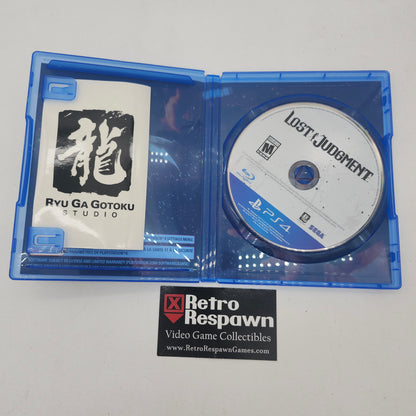 龍
RYU GA GOTOKU
STUDIO
LOST JUDGMENT
M
PS4
SEGA
Retro
Respawn
Video Game Collectibles
www.RetroRespawnGames.com